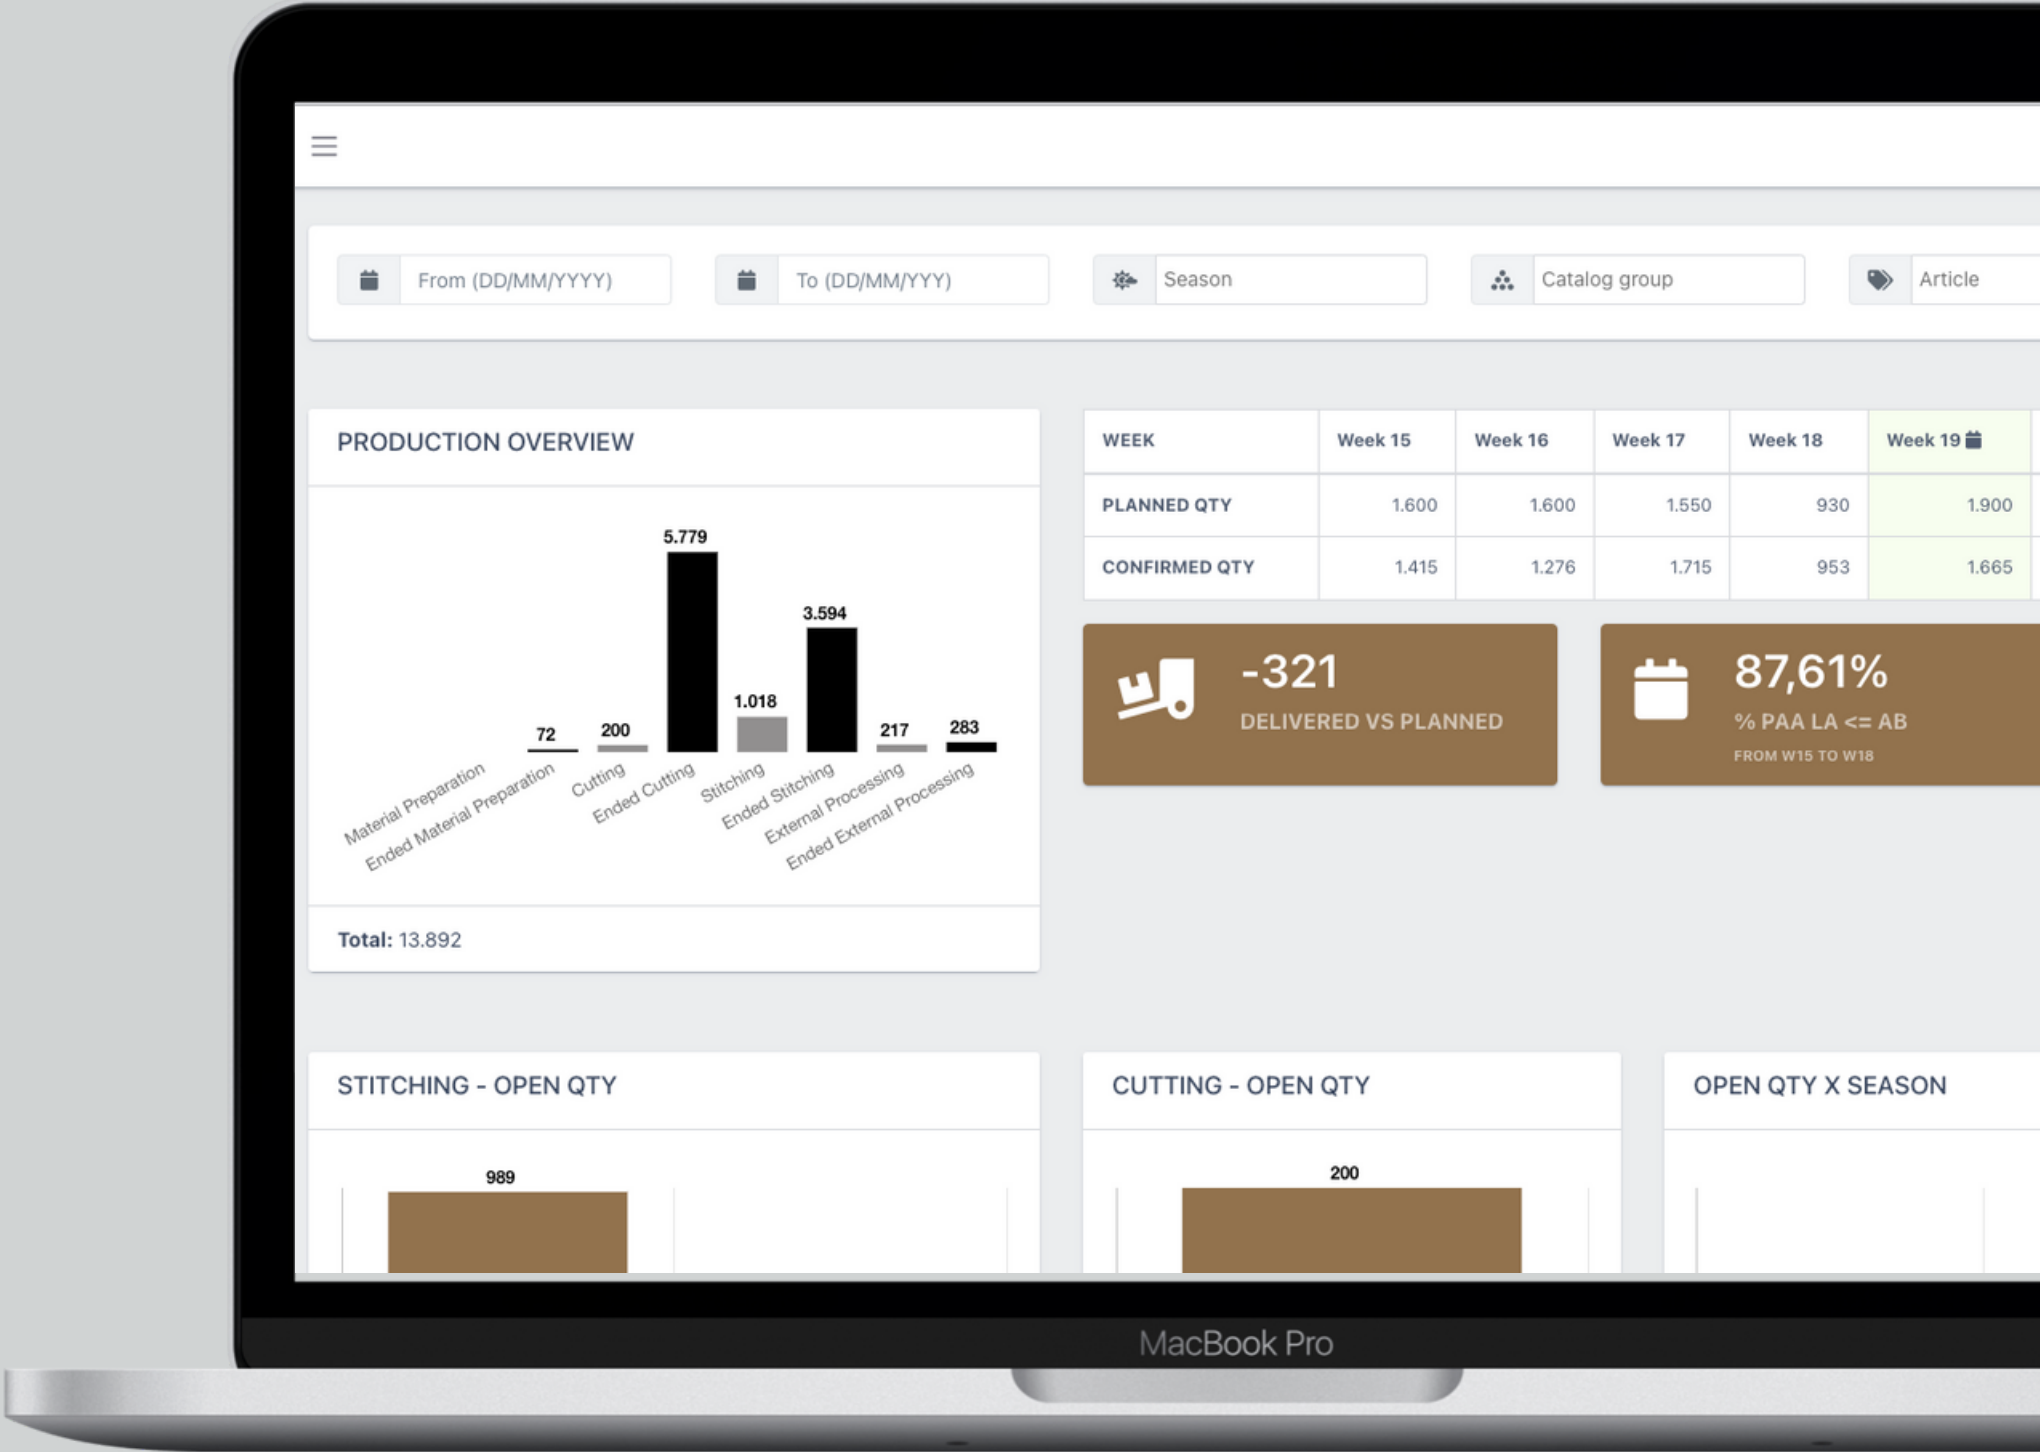 From (DD/MM/YYYY)
To (DD/MM/YYY)
Season
Catalog group
Article
PRODUCTION OVERVIEW
5.779
3.594
1.018
72
200
217
283
Material Preparation
Ended Material Preparation
Cutting
Ended Cutting
Stitching
Ended Stitching
External Processing
Ended External Processing
Total: 13.892
WEEK Week 15 Week 16 Week 17 Week 18 Week 19
PLANNED QTY 1.600 1.600 1.550 930 1.900
CONFIRMED QTY 1.415 1.276 1.715 953 1.665
-321
DELIVERED VS PLANNED
87,61%
% PAA LA <= AB
FROM W15 TO W18
STITCHING - OPEN QTY
989
CUTTING - OPEN QTY
200
OPEN QTY X SEASON
MacBook Pro